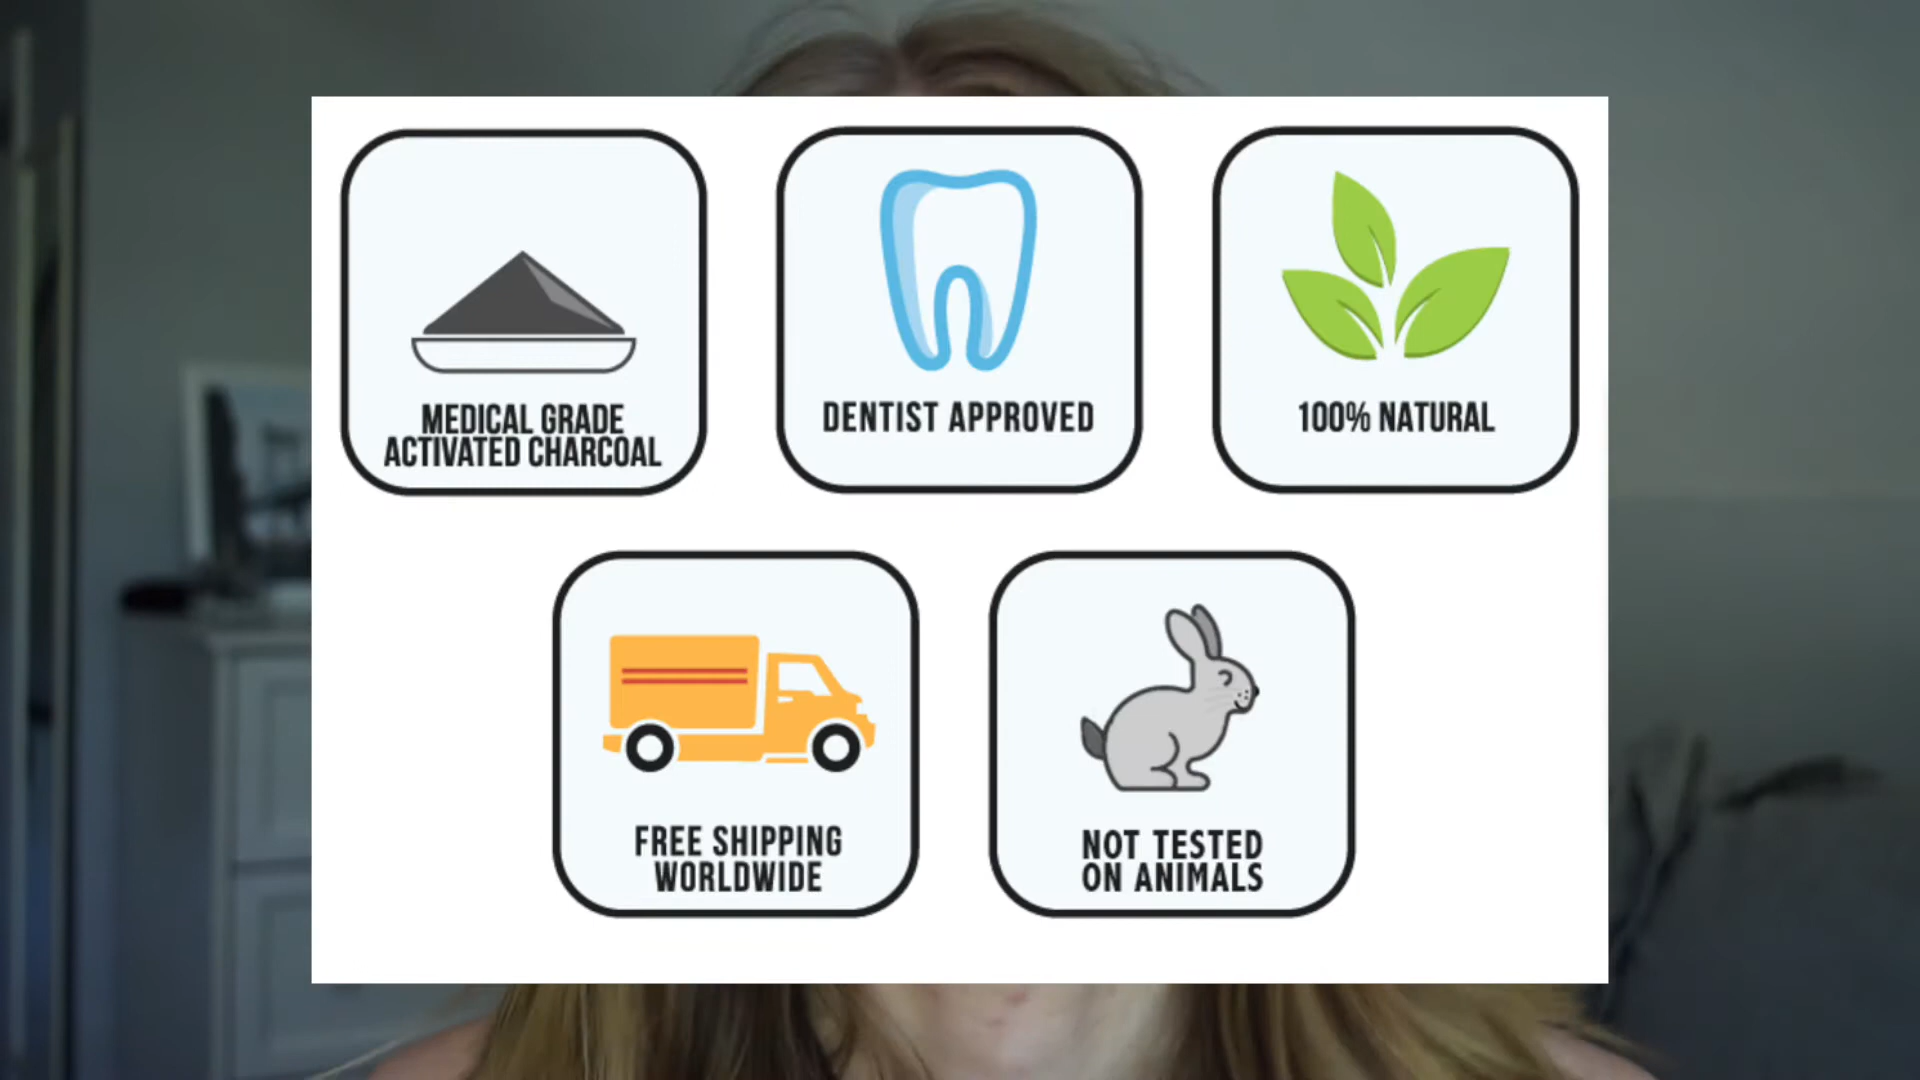 MEDICAL GRADE
ACTIVATED CHARCOAL
DENTIST APPROVED
100% NATURAL
FREE SHIPPING
WORLDWIDE
NOT TESTED
ON ANIMALS